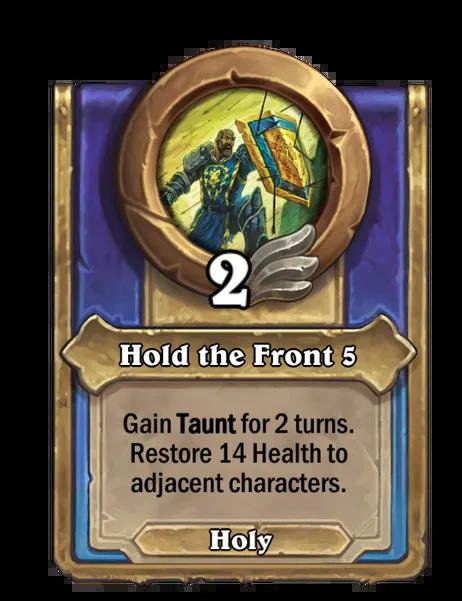 2
Hold the Front 5
Gain Taunt for 2 turns.
Restore 14 Health to
adjacent characters.
Holy